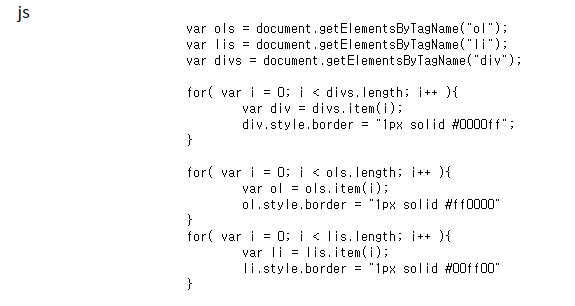 js
var ols = document.getElementsByTagName("ol");
var lis = document.getElementsByTagName("li");
var divs = document.getElementsByTagName("div");
for( var i = 0; i < divs.length; i++ ){
var div = divs.item(i);
div.style.border = "1px solid #0000ff";
}
for( var i = 0; i < ols.length; i++ ){
var ol = ols.item(i);
ol.style.border = "1px solid #ff0000"
}
for( var i = 0; i < lis.length; i++ ){
var li = lis.item(i);
li.style.border = "1px solid #00ff00"
}